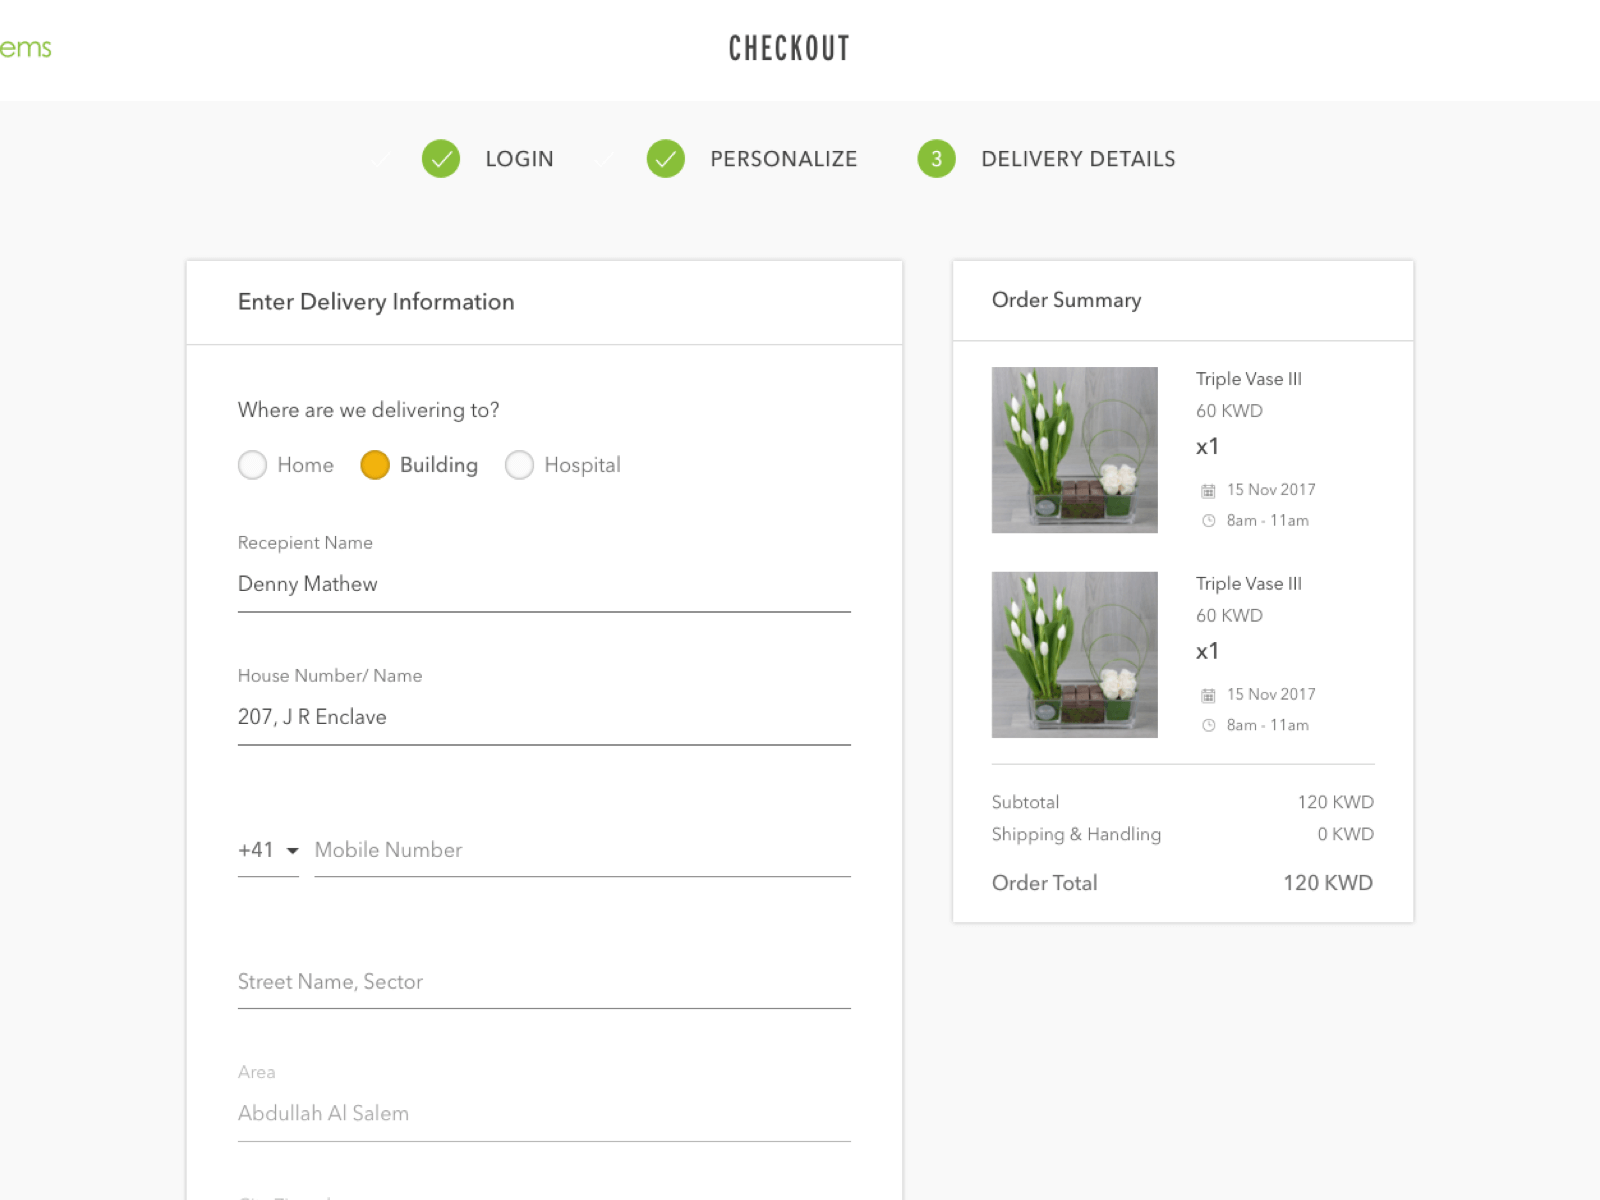 ems
CHECKOUT
LOGIN
PERSONALIZE
3 DELIVERY DETAILS
Enter Delivery Information
Where are we delivering to?
Home Building Hospital
Recepient Name
Denny Mathew
House Number/ Name
207, J R Enclave
+41 Mobile Number
Street Name, Sector
Area
Abdullah Al Salem
Order Summary
Triple Vase III
60 KWD
x1
15 Nov 2017
8am - 11am
Triple Vase III
60 KWD
x1
15 Nov 2017
8am - 11am
Subtotal 120 KWD
Shipping & Handling 0 KWD
Order Total 120 KWD